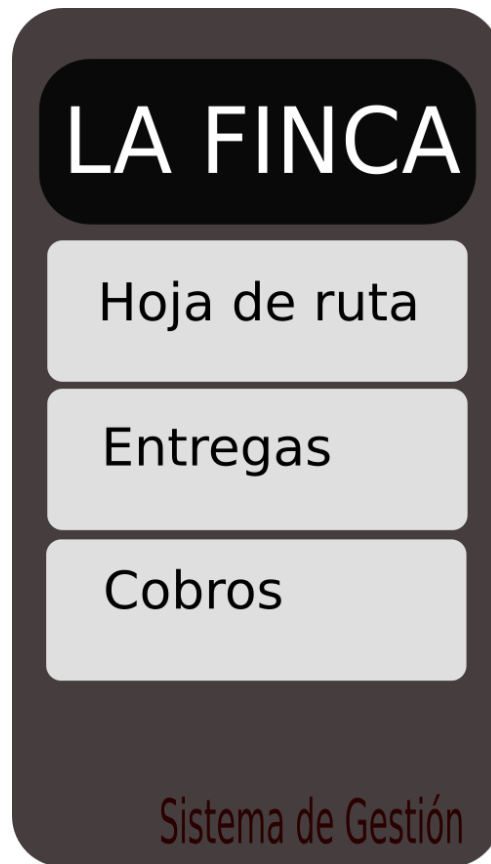 LA FINCA
Hoja de ruta
Entregas
Cobros
Sistema de Gestión